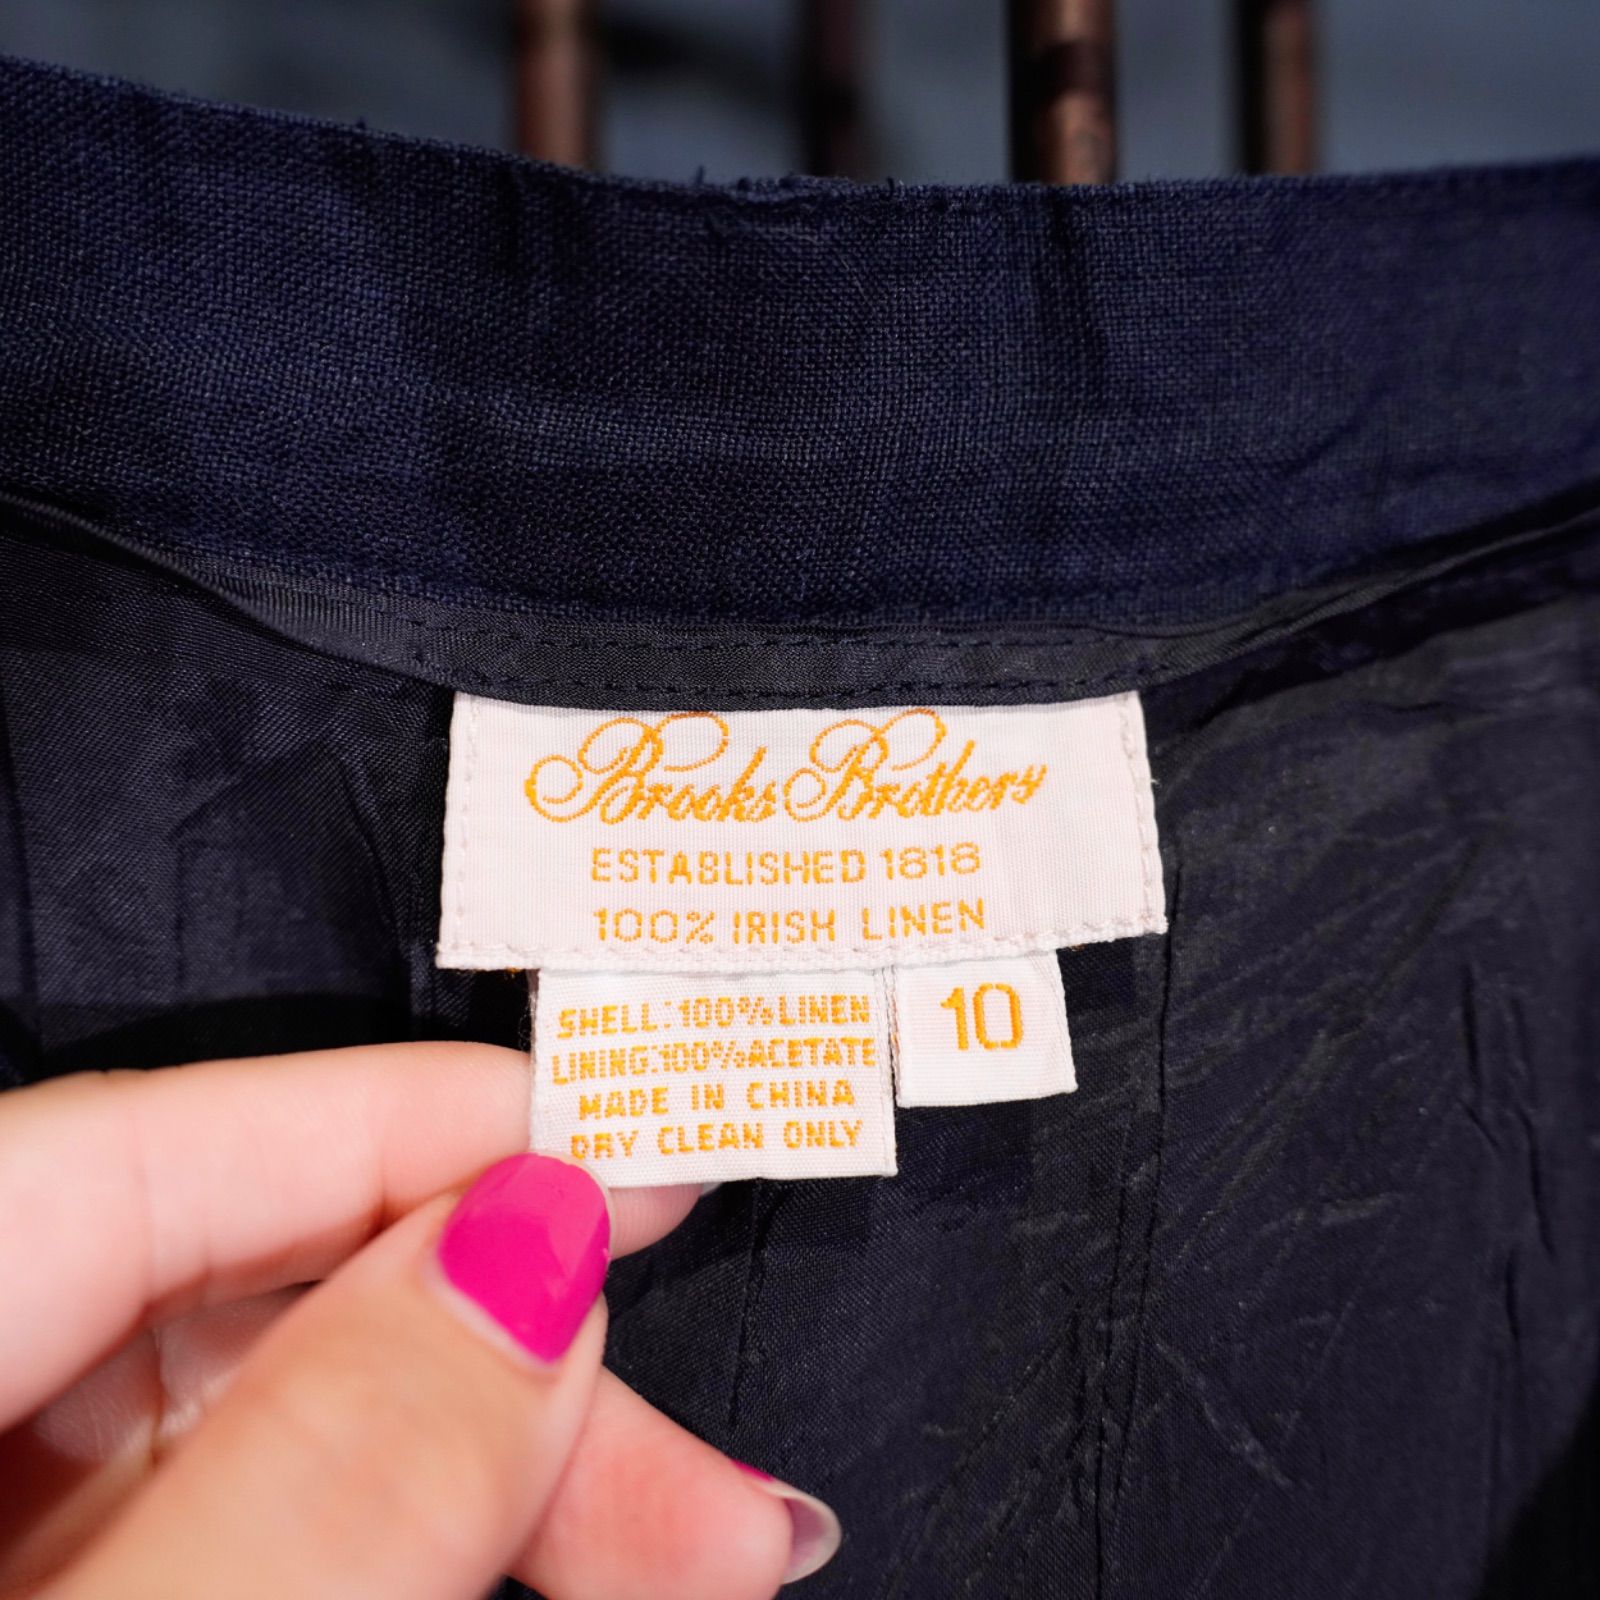 Brooks Brothers
ESTABLISHED 1818
100% IRISH LINEN
SHELL:100%LINEN
LINING:100%ACETATE
MADE IN CHINA
DRY CLEAN ONLY
10